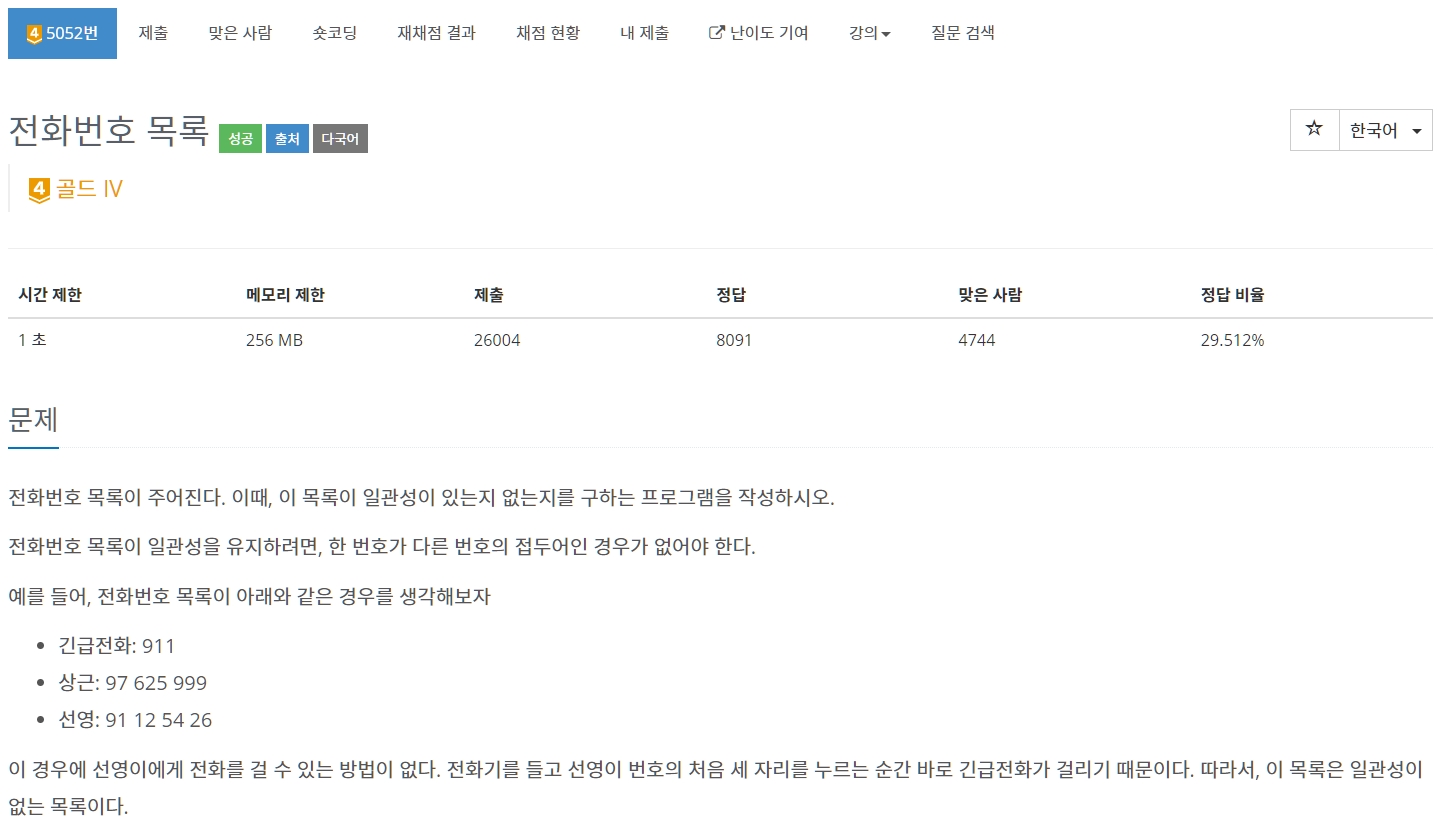 4 5052번 제출 맞은 사람 숏코딩 재채점 결과 채점 현황 내 제출 난이도 기여 강의 질문 검색
전화번호 목록 성공 출처 다국어 한국어
4 골드 IV
시간 제한 메모리 제한 제출 정답 맞은 사람 정답 비율
1 초 256 MB 26004 8091 4744 29.512%
문제
전화번호 목록이 주어진다. 이때, 이 목록이 일관성이 있는지 없는지를 구하는 프로그램을 작성하시오.
전화번호 목록이 일관성을 유지하려면, 한 번호가 다른 번호의 접두어인 경우가 없어야 한다.
예를 들어, 전화번호 목록이 아래와 같은 경우를 생각해보자
• 긴급전화: 911
• 상근: 97 625 999
• 선영: 91 12 54 26
이 경우에 선영이에게 전화를 걸 수 있는 방법이 없다. 전화기를 들고 선영이 번호의 처음 세 자리를 누르는 순간 바로 긴급전화가 걸리기 때문이다. 따라서, 이 목록은 일관성이
없는 목록이다.